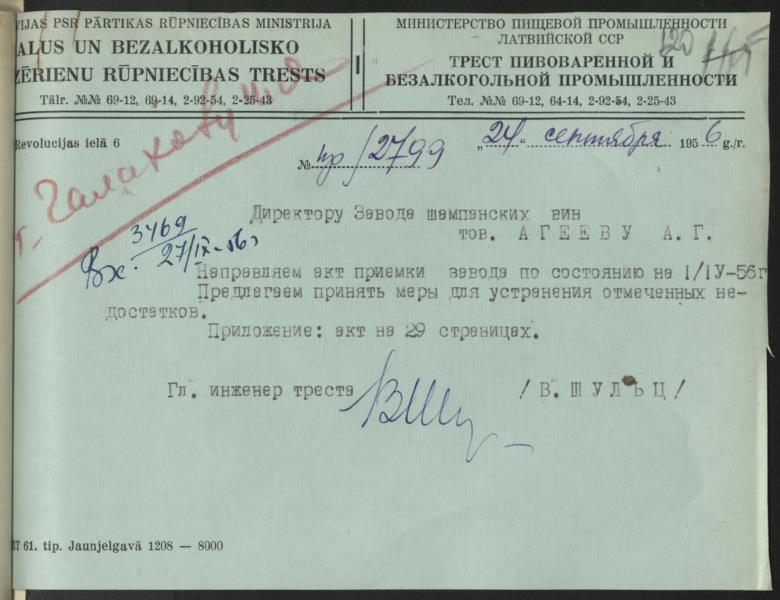 VIJAS PSR PĀRTIKAS RŪPNIECĪBAS MINISTRIJA
ALUS UN BEZALKOHOLISKO
ZĒRIENU RŪPNIECĪBAS TRESTS
Tālr. №№ 69-12, 69-14, 2-92-54, 2-25-43
МИНИСТЕРСТВО ПИЩЕВОЙ ПРОМЫШЛЕННОСТИ
ЛАТВИЙСКОЙ ССР
ТРЕСТ ПИВОВАРЕННОЙ И
БЕЗАЛКОГОЛЬНОЙ ПРОМЫШЛЕННОСТИ
Тел. №№ 69-12, 64-14, 2-92-54, 2-25-43
120
Revolucijas ielā 6
№ пр/2799
„24“ сентября 1956 g./г.
т. Галахову
Директору Завода шампанских вин
тов. АГЕЕВУ А.Г.
Вх. 3469
27/IX-56г
Направляем акт приемки завода по состоянию на 1/IУ-56г
Предлагаем принять меры для устранения отмеченных не-
достатков.
Приложение: акт на 29 страницах.
Гл. инженер треста /В. ШУЛЬЦ/
RT 61. tip. Jaunjelgavā 1208 — 8000